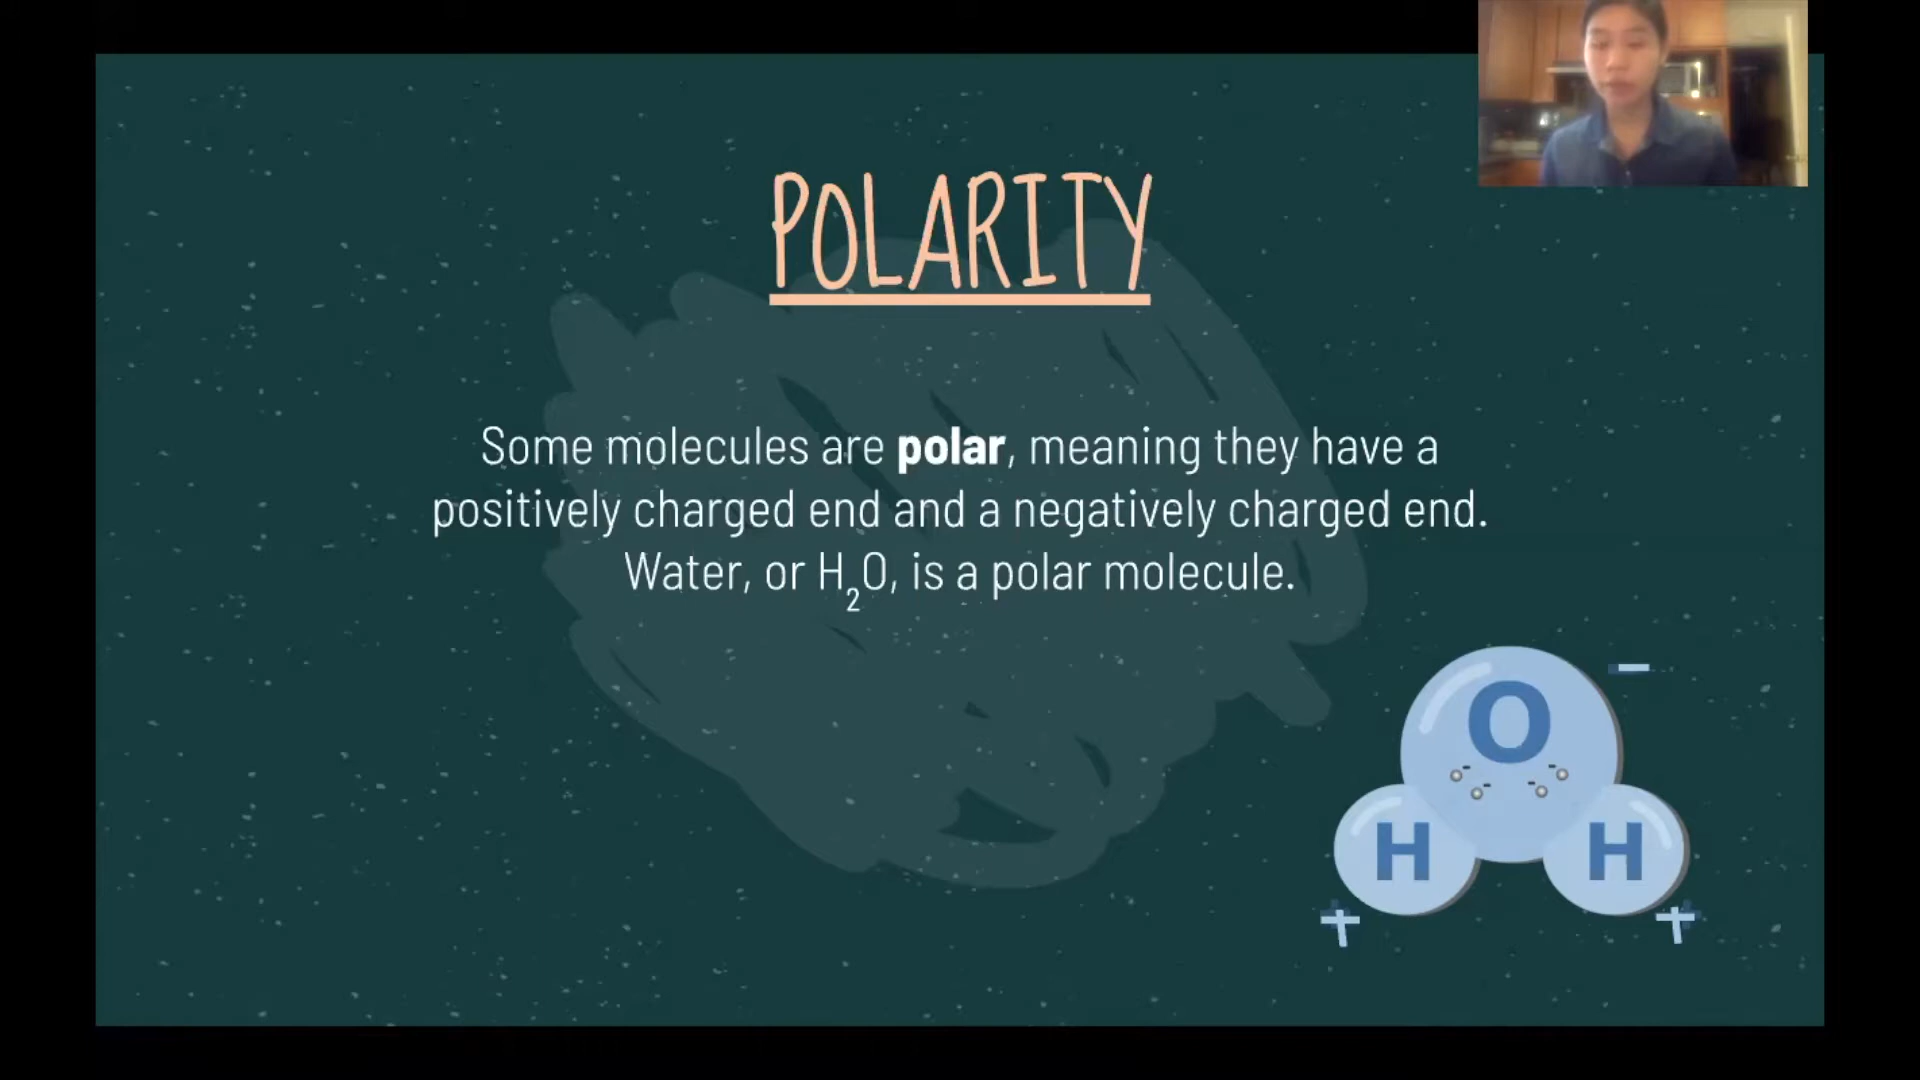 POLARITY
Some molecules are polar, meaning they have a
positively charged end and a negatively charged end.
Water, or H₂O, is a polar molecule.
−
O
- - - -
H H
+ +